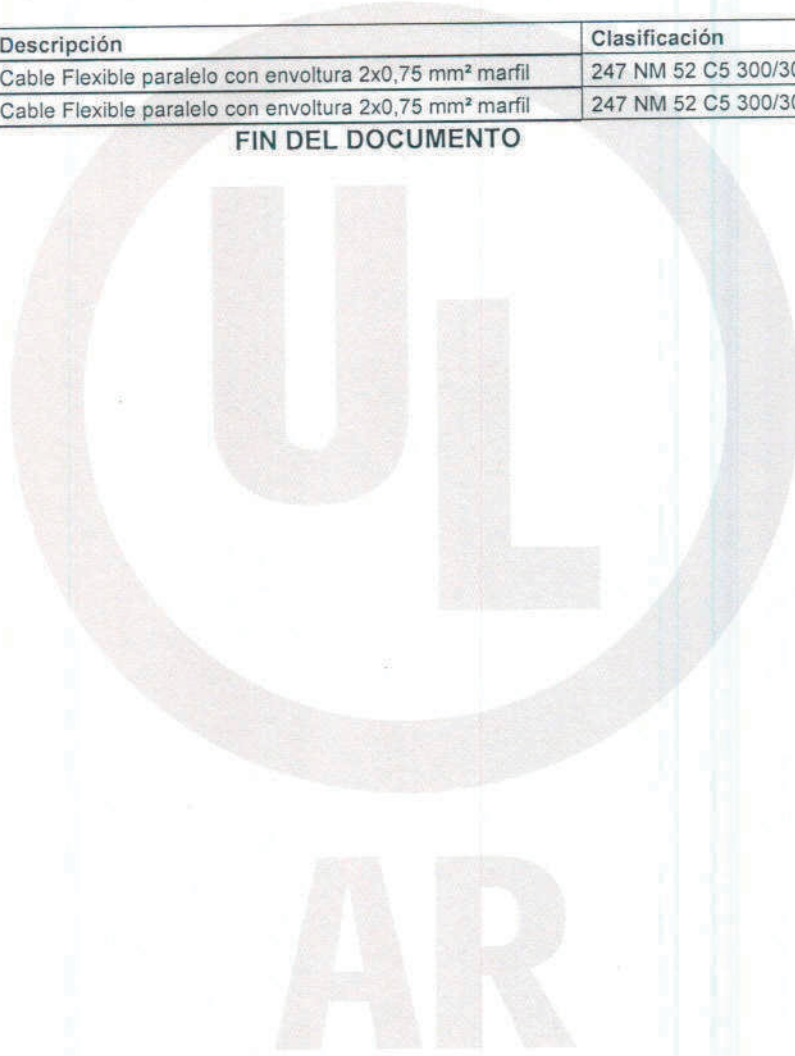 Descripción Clasificación
Cable Flexible paralelo con envoltura 2x0,75 mm² marfil 247 NM 52 C5 300/30
Cable Flexible paralelo con envoltura 2x0,75 mm² marfil 247 NM 52 C5 300/30
FIN DEL DOCUMENTO
UL
AR